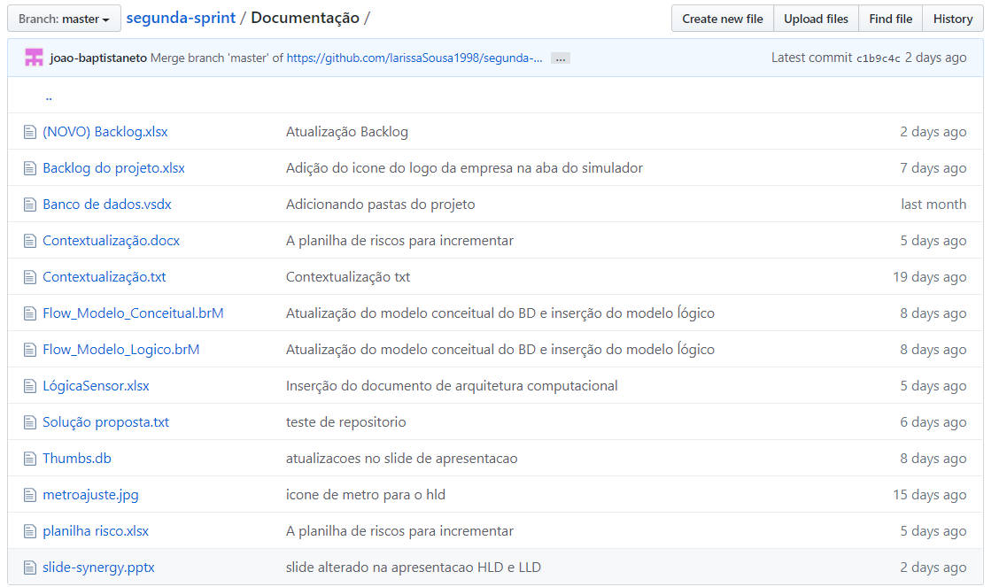 Branch: master segunda-sprint / Documentação / Create new file Upload files Find file History
joao-baptistaneto Merge branch 'master' of https://github.com/larissaSousa1998/segunda-... ... Latest commit c1b9c4c 2 days ago
..
(NOVO) Backlog.xlsx Atualização Backlog 2 days ago
Backlog do projeto.xlsx Adição do icone do logo da empresa na aba do simulador 7 days ago
Banco de dados.vsdx Adicionando pastas do projeto last month
Contextualização.docx A planilha de riscos para incrementar 5 days ago
Contextualização.txt Contextualização txt 19 days ago
Flow_Modelo_Conceitual.brM Atualização do modelo conceitual do BD e inserção do modelo ĺógico 8 days ago
Flow_Modelo_Logico.brM Atualização do modelo conceitual do BD e inserção do modelo ĺógico 8 days ago
LógicaSensor.xlsx Inserção do documento de arquitetura computacional 5 days ago
Solução proposta.txt teste de repositorio 6 days ago
Thumbs.db atualizacoes no slide de apresentacao 8 days ago
metroajuste.jpg icone de metro para o hld 15 days ago
planilha risco.xlsx A planilha de riscos para incrementar 5 days ago
slide-synergy.pptx slide alterado na apresentacao HLD e LLD 2 days ago